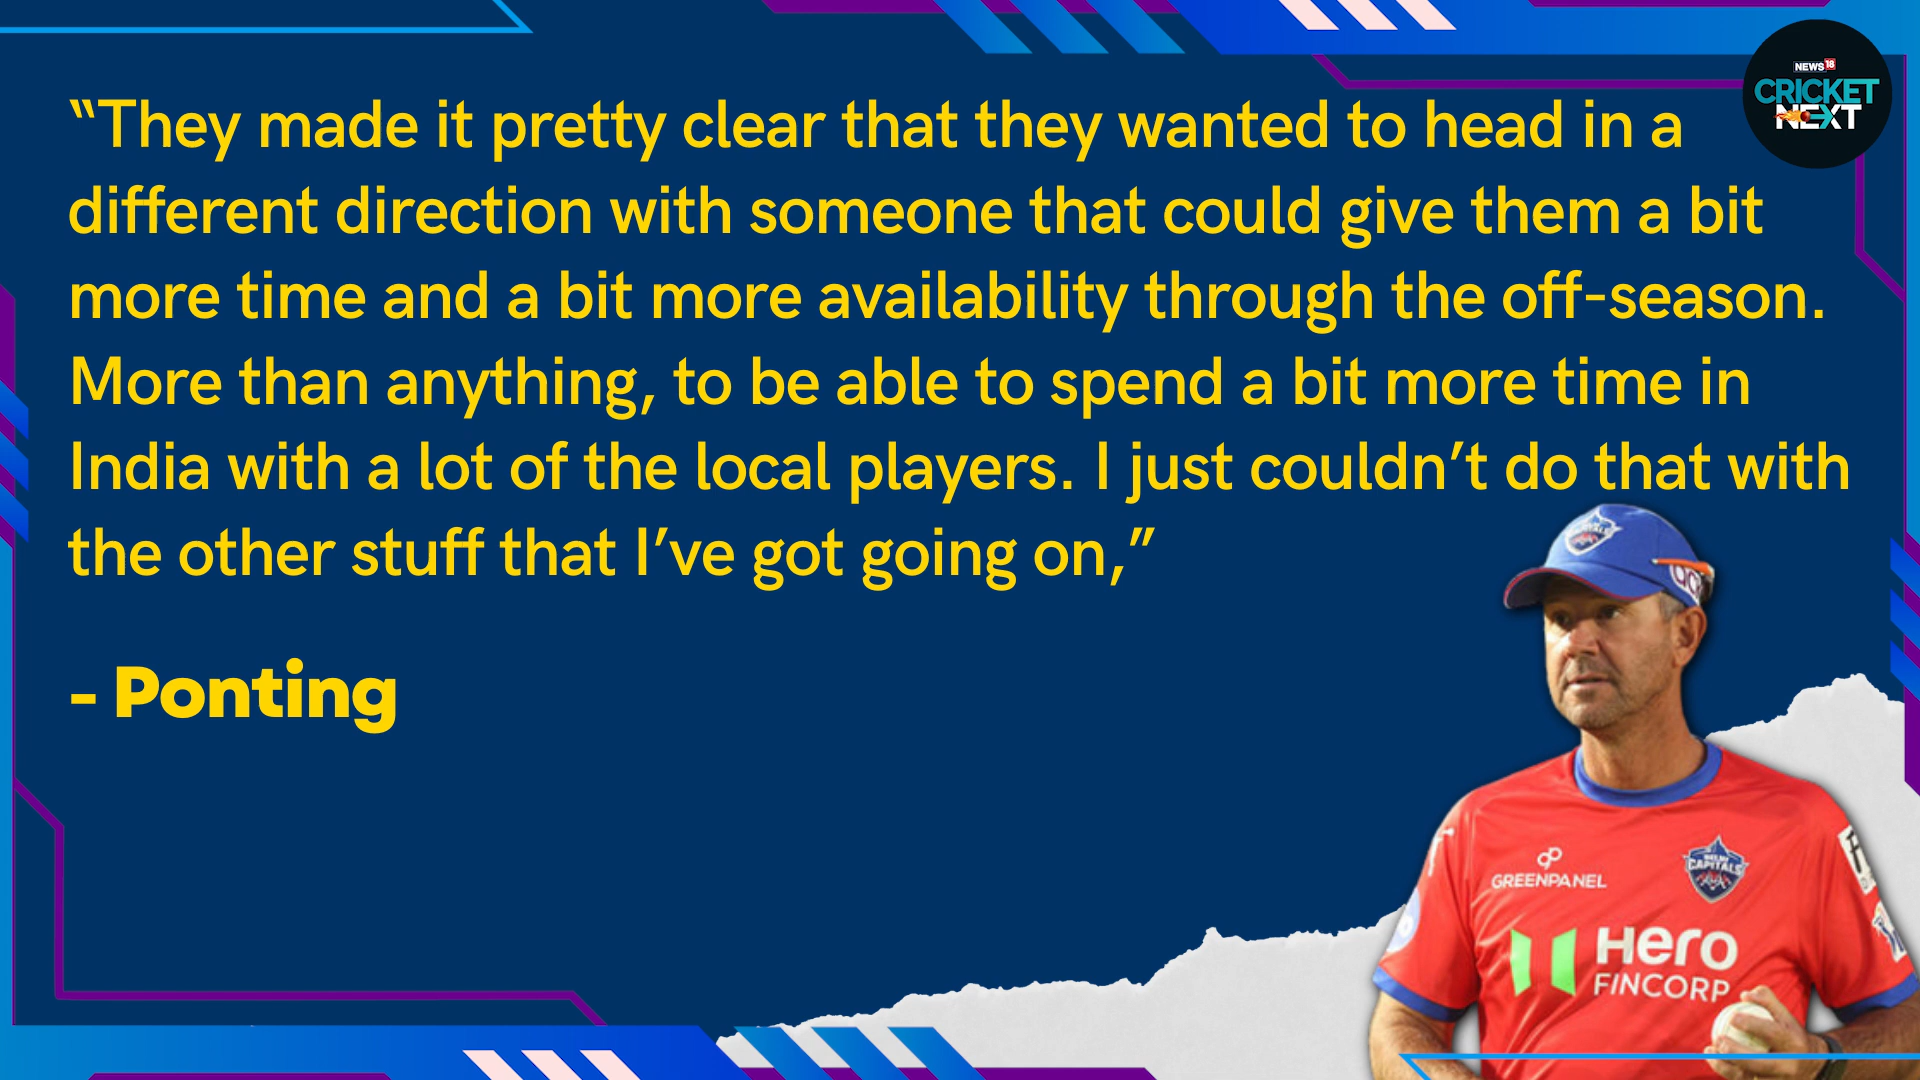 NEWS18
CRICKET
NEXT
“They made it pretty clear that they wanted to head in a
different direction with someone that could give them a bit
more time and a bit more availability through the off-season.
More than anything, to be able to spend a bit more time in
India with a lot of the local players. I just couldn’t do that with
the other stuff that I’ve got going on,”
- Ponting
GREENPANEL
DELHI
CAPITALS
Hero
FINCORP